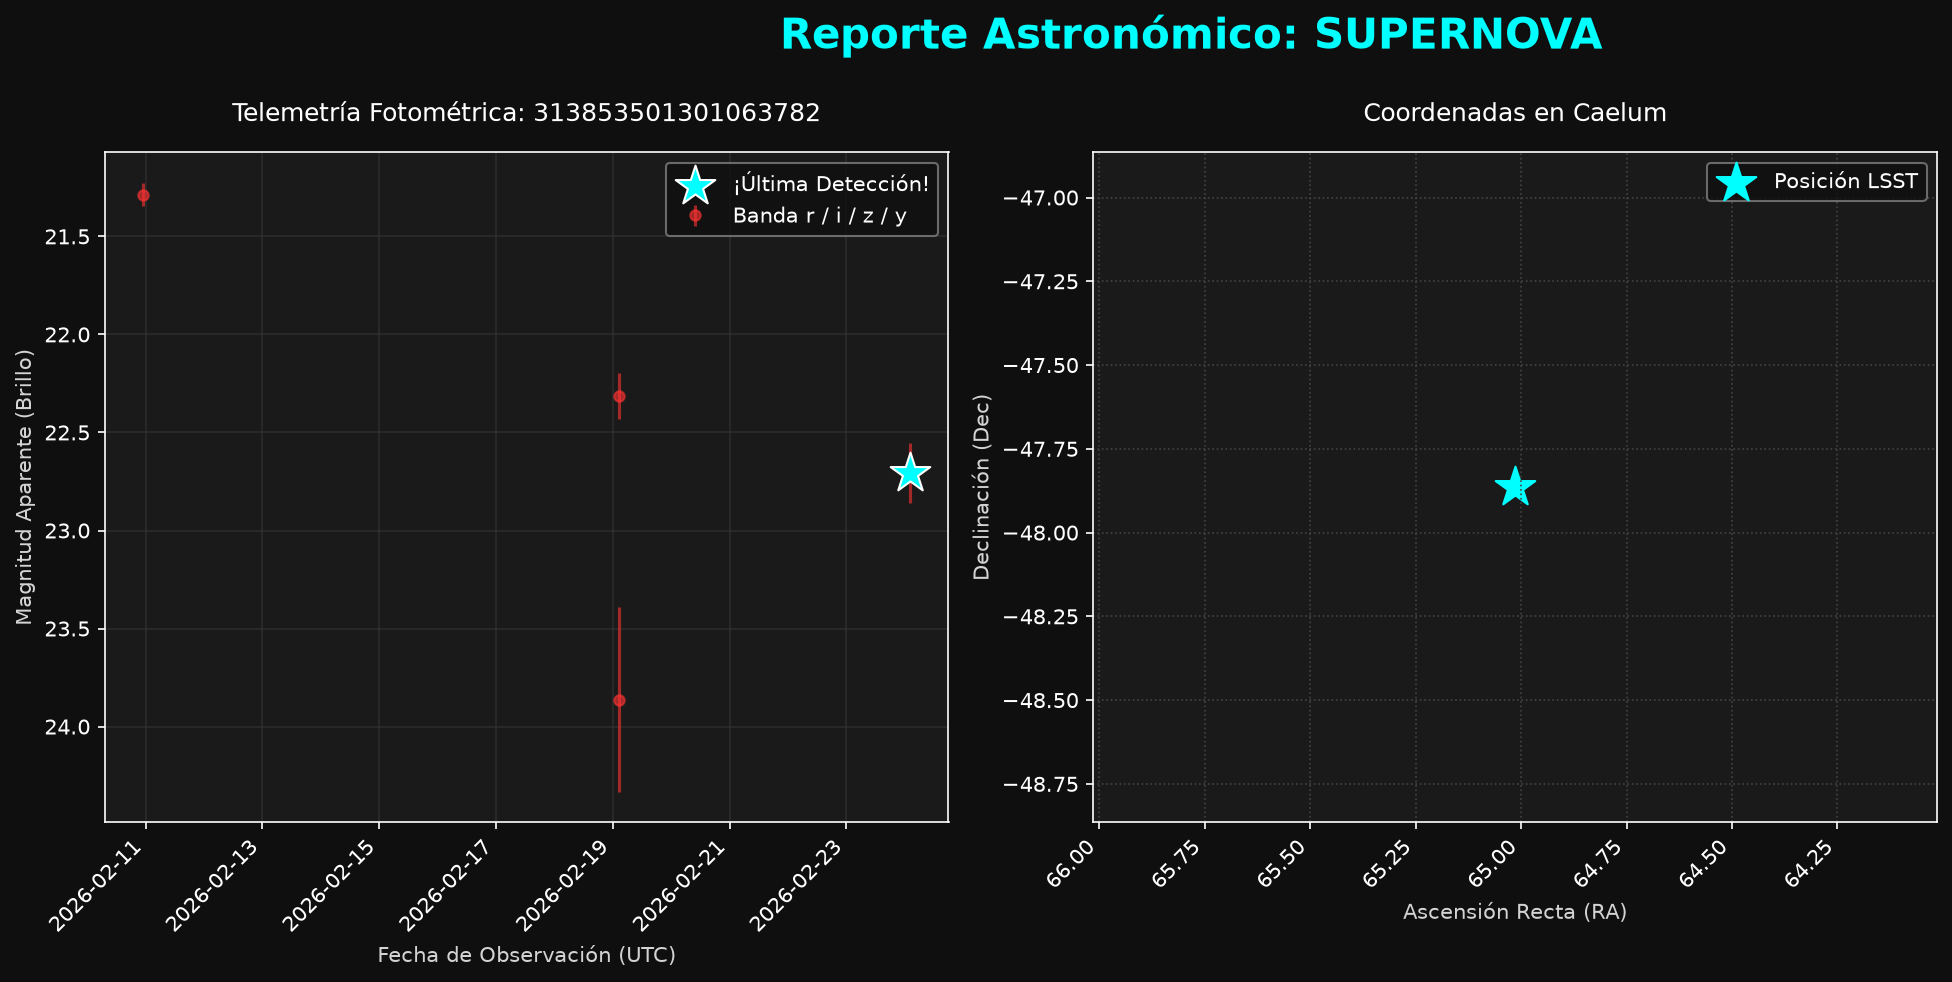 Reporte Astronómico: SUPERNOVA
Telemetría Fotométrica: 313853501301063782
¡Última Detección!
Banda r / i / z / y
Magnitud Aparente (Brillo)
21.5
22.0
22.5
23.0
23.5
24.0
2026-02-11
2026-02-13
2026-02-15
2026-02-17
2026-02-19
2026-02-21
2026-02-23
Fecha de Observación (UTC)
Coordenadas en Caelum
Posición LSST
Declinación (Dec)
−47.00
−47.25
−47.50
−47.75
−48.00
−48.25
−48.50
−48.75
66.00
65.75
65.50
65.25
65.00
64.75
64.50
64.25
Ascensión Recta (RA)